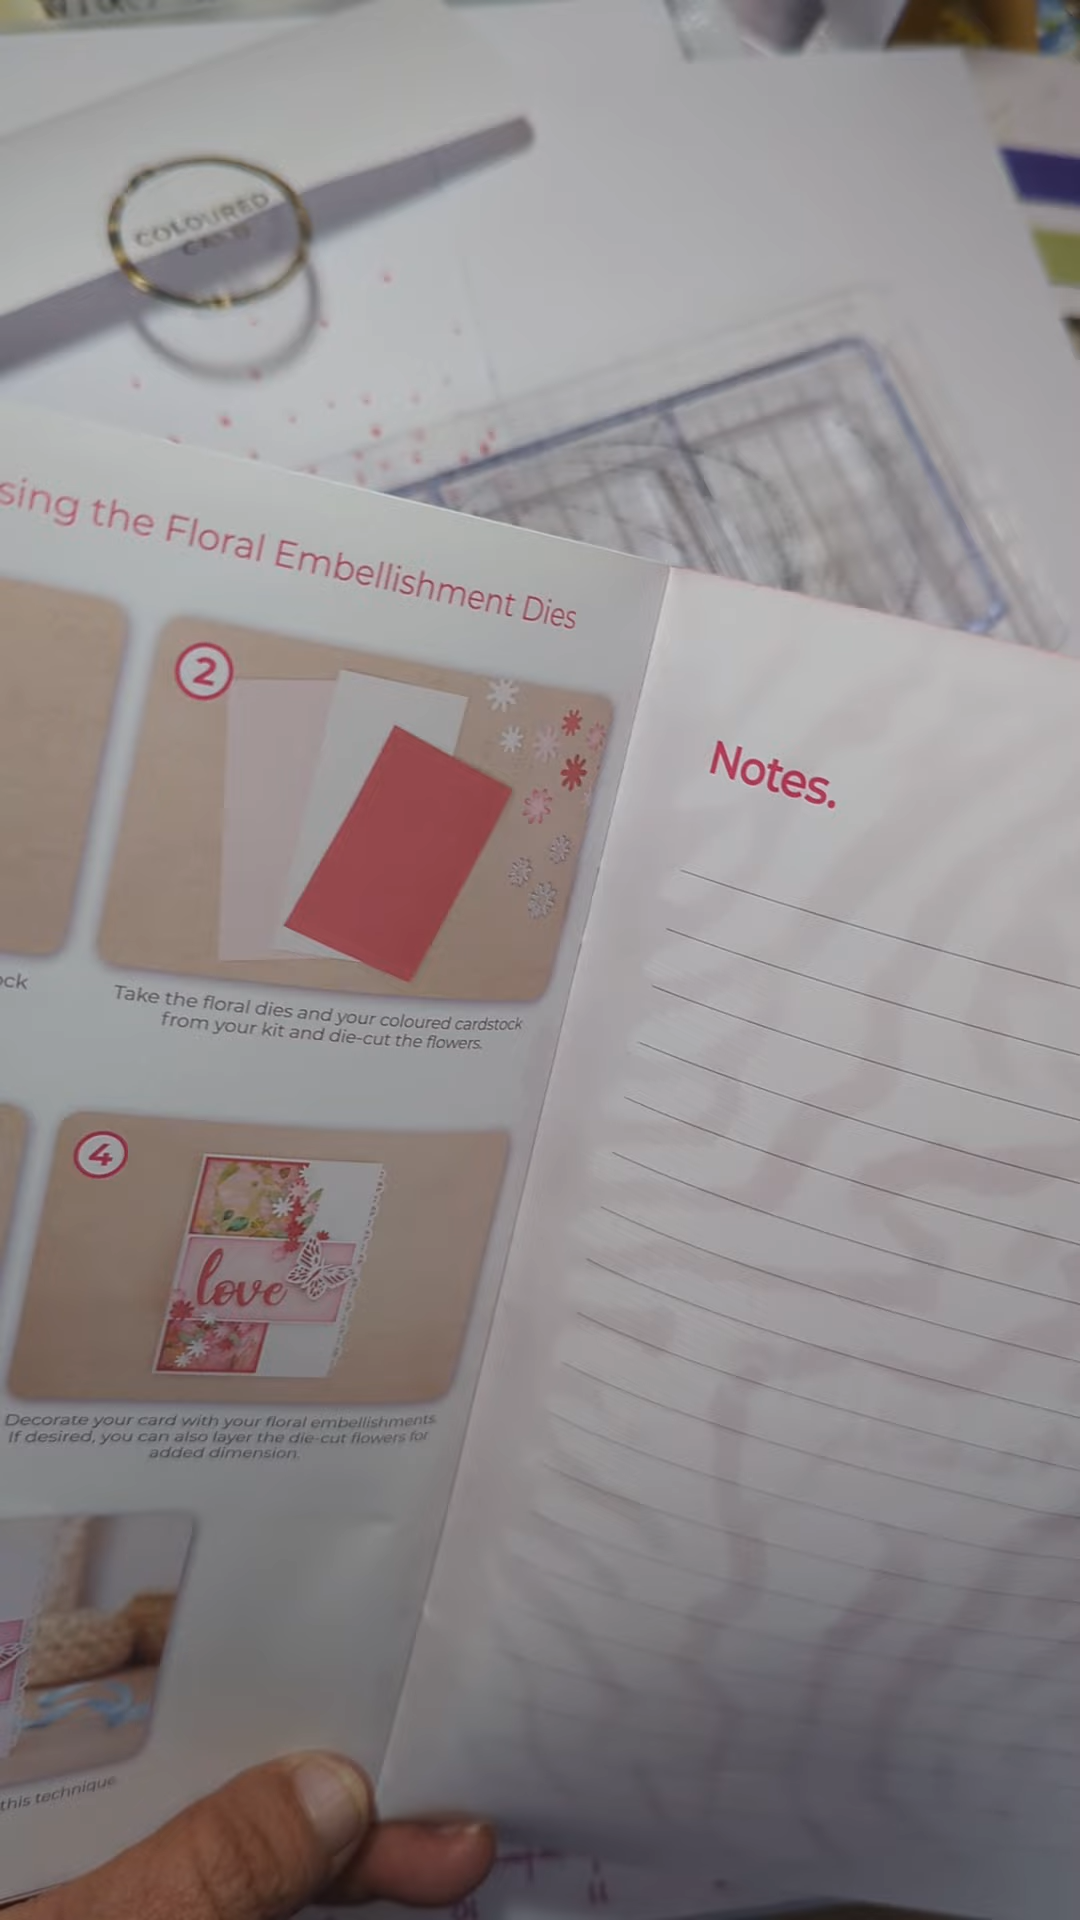 COLOURED
CARD
sing the Floral Embellishment Dies
2
ock
Take the floral dies and your coloured cardstock
from your kit and die-cut the flowers.
4
love
Decorate your card with your floral embellishments
If desired, you can also layer the die-cut flowers for
added dimension.
this technique
Notes.